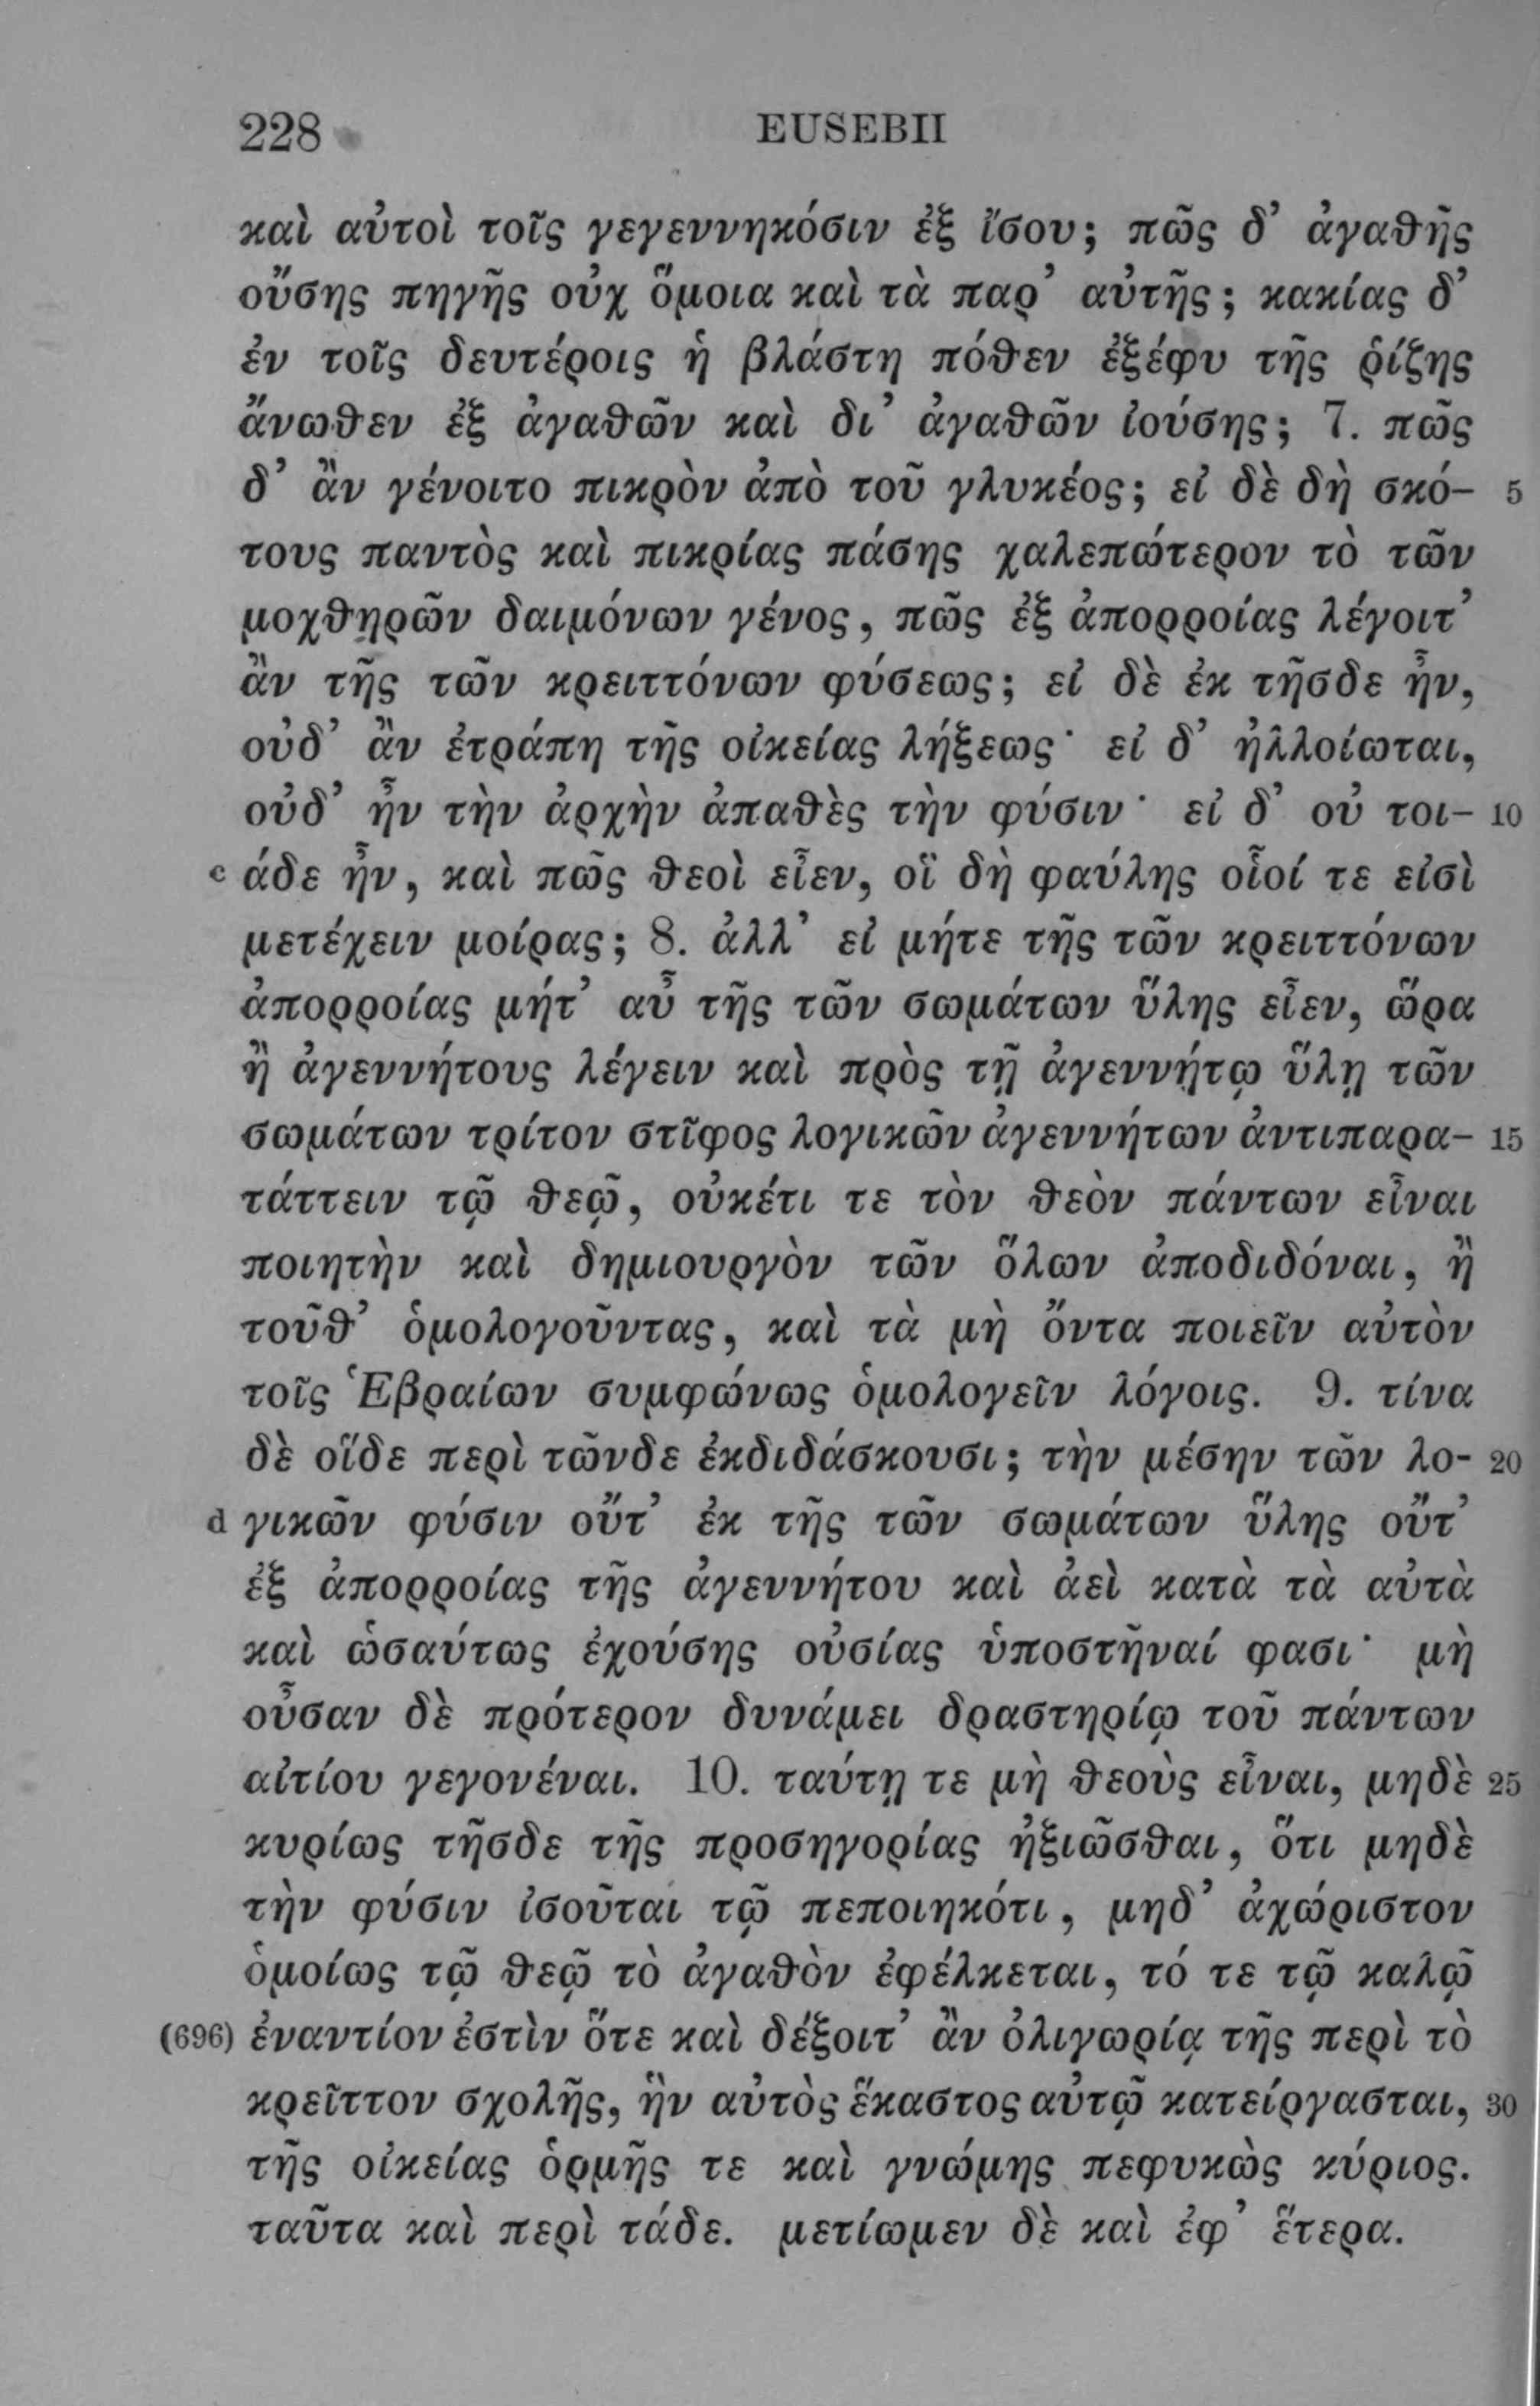 228 EUSEBII
καὶ αὐτοὶ τοῖς γεγεννηκόσιν ἐξ ἴσου; πῶς δ’ ἀγαθῆς
οὔσης πηγῆς οὐχ ὅμοια καὶ τὰ παρ’ αὐτῆς; κακίας δ’
ἐν τοῖς δευτέροις ἡ βλάστη πόθεν ἐξέφυ τῆς ῥίζης
ἄνωθεν ἐξ ἀγαθῶν καὶ δι’ ἀγαθῶν ἰούσης; 7. πῶς
δ’ ἂν γένοιτο πικρὸν ἀπὸ τοῦ γλυκέος; εἰ δὲ δὴ σκό- 5
τους παντὸς καὶ πικρίας πάσης χαλεπώτερον τὸ τῶν
μοχθηρῶν δαιμόνων γένος, πῶς ἐξ ἀπορροίας λέγοιτ’
ἂν τῆς τῶν κρειττόνων φύσεως; εἰ δὲ ἐκ τῆσδε ἦν,
οὐδ’ ἂν ἐτράπη τῆς οἰκείας λήξεως· εἰ δ’ ἠλλοίωται,
οὐδ’ ἦν τὴν ἀρχὴν ἀπαθὲς τὴν φύσιν· εἰ δ’ οὐ τοι- 10
c άδε ἦν, καὶ πῶς θεοὶ εἶεν, οἳ δὴ φαύλης οἷοί τε εἰσὶ
μετέχειν μοίρας; 8. ἀλλ’ εἰ μήτε τῆς τῶν κρειττόνων
ἀπορροίας μήτ’ αὖ τῆς τῶν σωμάτων ὕλης εἶεν, ὥρα
ἢ ἀγεννήτους λέγειν καὶ πρὸς τῇ ἀγεννήτῳ ὕλῃ τῶν
σωμάτων τρίτον στῖφος λογικῶν ἀγεννήτων ἀντιπαρα- 15
τάττειν τῷ θεῷ, οὐκέτι τε τὸν θεὸν πάντων εἶναι
ποιητὴν καὶ δημιουργὸν τῶν ὅλων ἀποδιδόναι, ἢ
τοῦθ’ ὁμολογοῦντας, καὶ τὰ μὴ ὄντα ποιεῖν αὐτὸν
τοῖς Ἑβραίων συμφώνως ὁμολογεῖν λόγοις. 9. τίνα
δὲ οἵδε περὶ τῶνδε ἐκδιδάσκουσι; τὴν μέσην τῶν λο- 20
d γικῶν φύσιν οὔτ’ ἐκ τῆς τῶν σωμάτων ὕλης οὔτ’
ἐξ ἀπορροίας τῆς ἀγεννήτου καὶ ἀεὶ κατὰ τὰ αὐτὰ
καὶ ὡσαύτως ἐχούσης οὐσίας ὑποστῆναί φασι· μὴ
οὖσαν δὲ πρότερον δυνάμει δραστηρίῳ τοῦ πάντων
αἰτίου γεγονέναι. 10. ταύτῃ τε μὴ θεοὺς εἶναι, μηδὲ 25
κυρίως τῆσδε τῆς προσηγορίας ἠξιῶσθαι, ὅτι μηδὲ
τὴν φύσιν ἰσοῦται τῷ πεποιηκότι, μηδ’ ἀχώριστον
ὁμοίως τῷ θεῷ τὸ ἀγαθὸν ἐφέλκεται, τό τε τῷ καλῷ
(696) ἐναντίον ἐστὶν ὅτε καὶ δέξοιτ’ ἂν ὀλιγωρίᾳ τῆς περὶ τὸ
κρεῖττον σχολῆς, ἣν αὐτὸς ἕκαστος αὑτῷ κατείργασται, 30
τῆς οἰκείας ὁρμῆς τε καὶ γνώμης πεφυκὼς κύριος.
ταῦτα καὶ περὶ τάδε. μετίωμεν δὲ καὶ ἐφ’ ἕτερα.